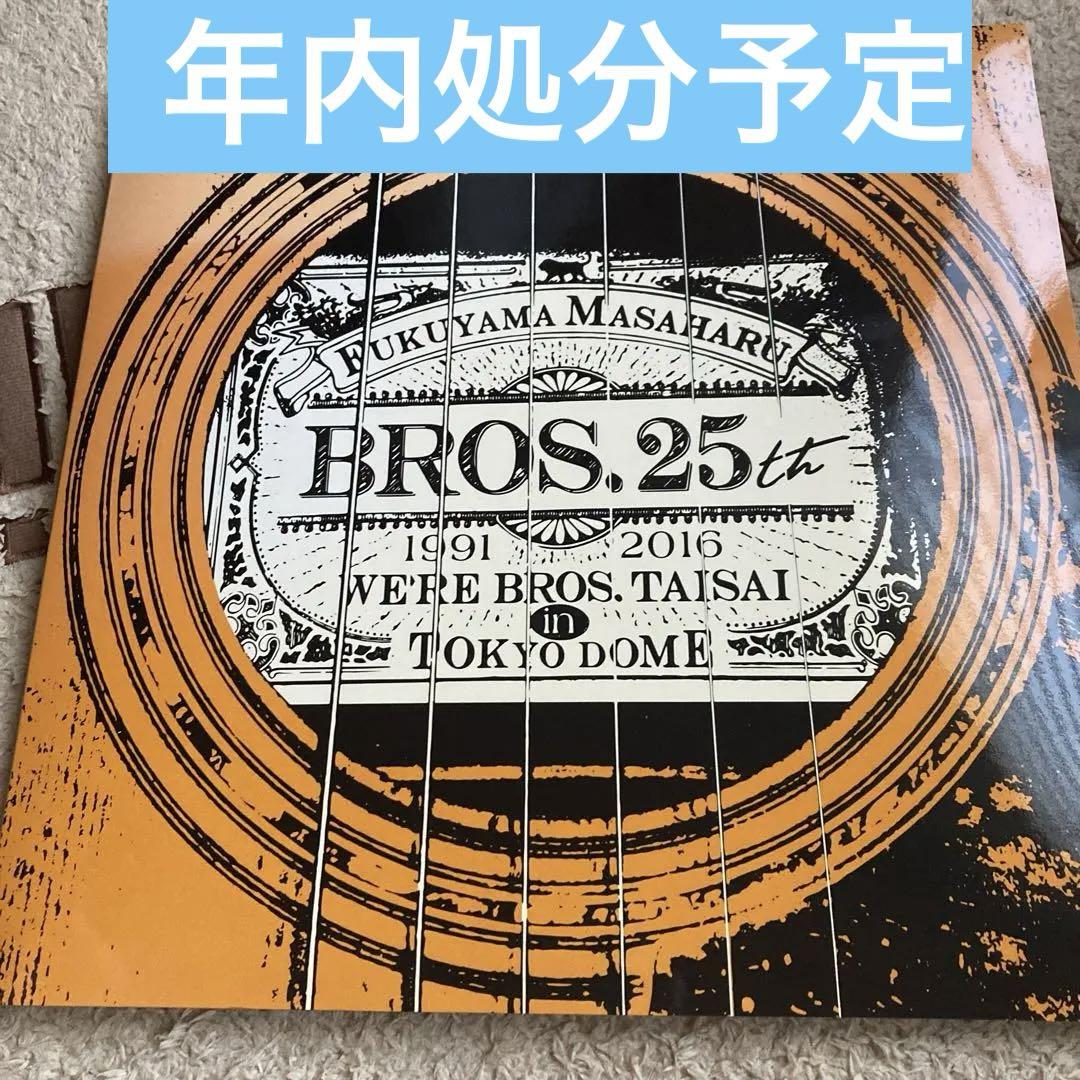 年内処分予定
FUKUYAMA MASAHARU
BROS. 25th
1991 2016
WE'RE BROS. TAISAI
in
TOKYO DOME